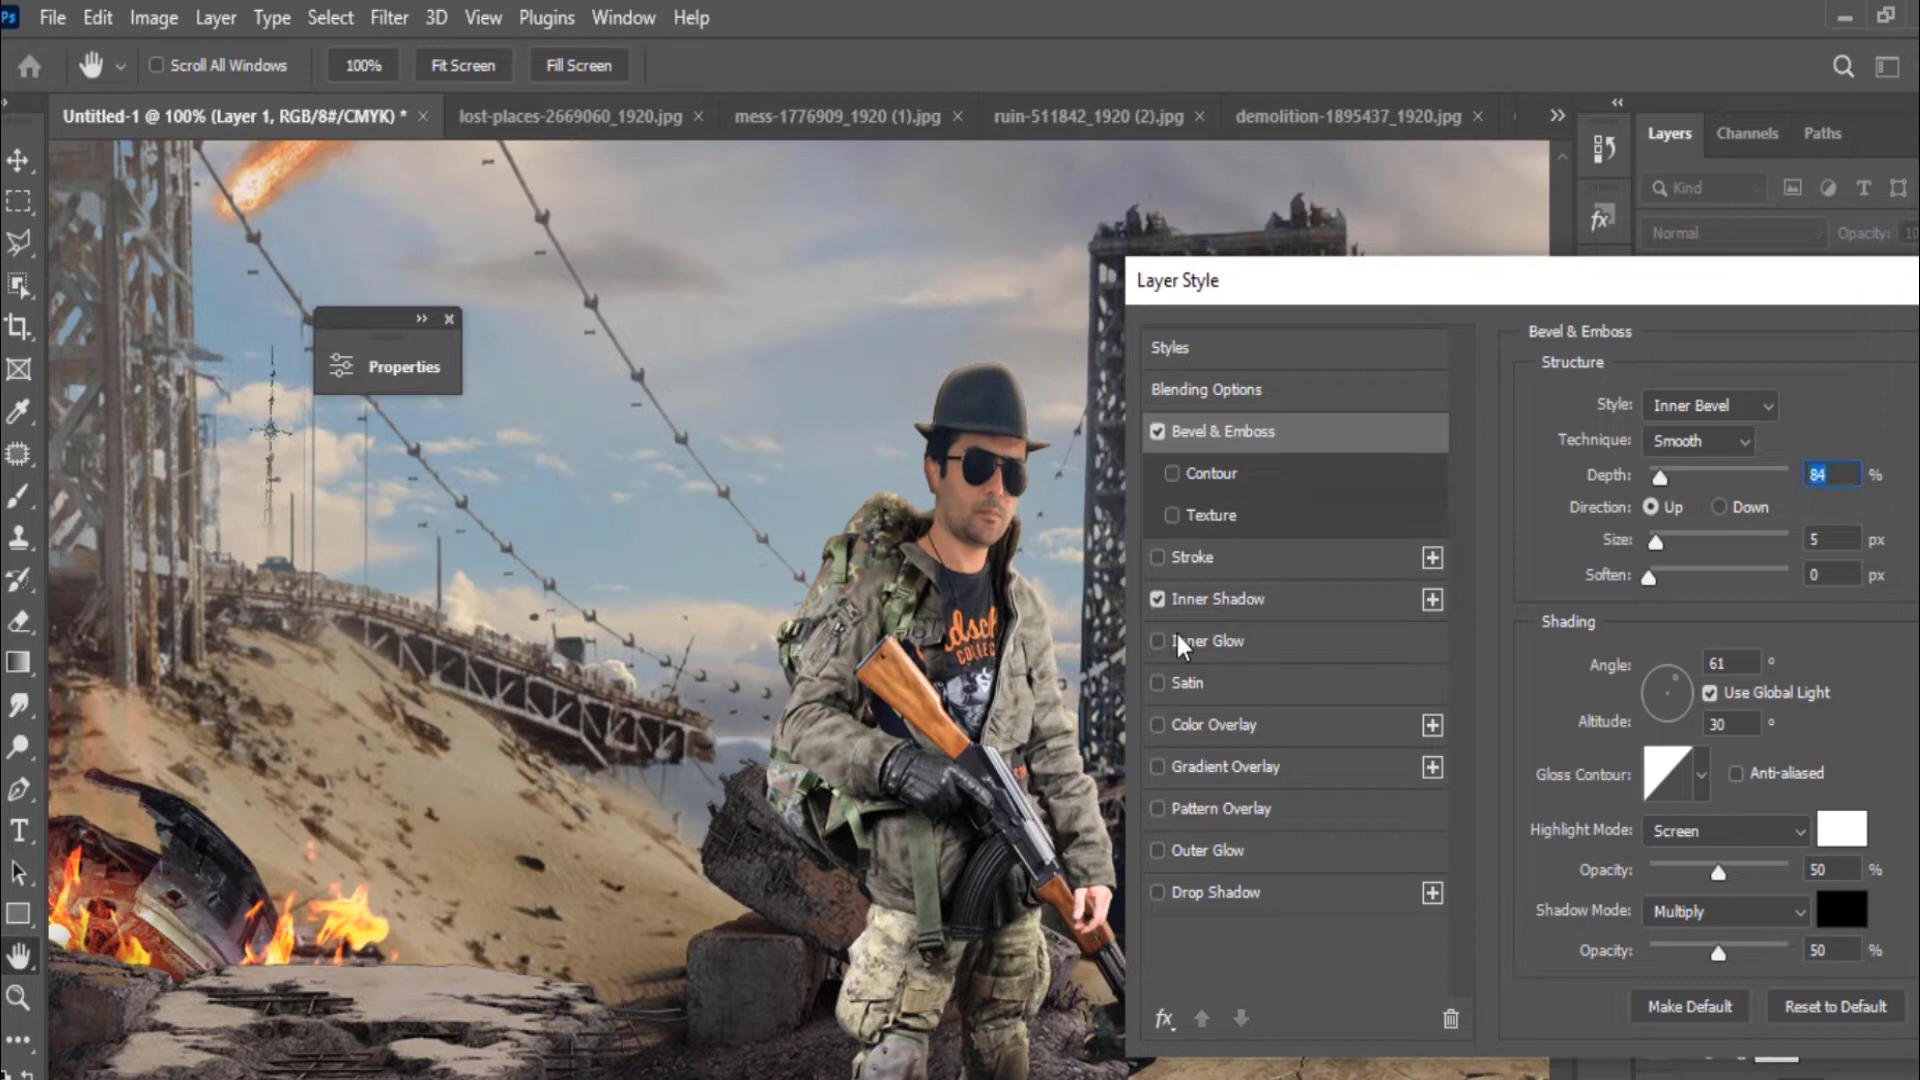 Ps File Edit Image Layer Type Select Filter 3D View Plugins Window Help
Scroll All Windows 100% Fit Screen Fill Screen
Untitled-1 @ 100% (Layer 1, RGB/8#/CMYK) * × lost-places-2669060_1920.jpg × mess-1776909_1920 (1).jpg × ruin-511842_1920 (2).jpg × demolition-1895437_1920.jpg ×
Layers Channels Paths
Kind
Normal Opacity: 10
Properties
Layer Style
Styles
Blending Options
Bevel & Emboss
Contour
Texture
Stroke
Inner Shadow
Inner Glow
Satin
Color Overlay
Gradient Overlay
Pattern Overlay
Outer Glow
Drop Shadow
fx
Bevel & Emboss
Structure
Style: Inner Bevel
Technique: Smooth
Depth: 84 %
Direction: Up Down
Size: 5 px
Soften: 0 px
Shading
Angle: 61 °
Use Global Light
Altitude: 30 °
Gloss Contour: Anti-aliased
Highlight Mode: Screen
Opacity: 50 %
Shadow Mode: Multiply
Opacity: 50 %
Make Default Reset to Default